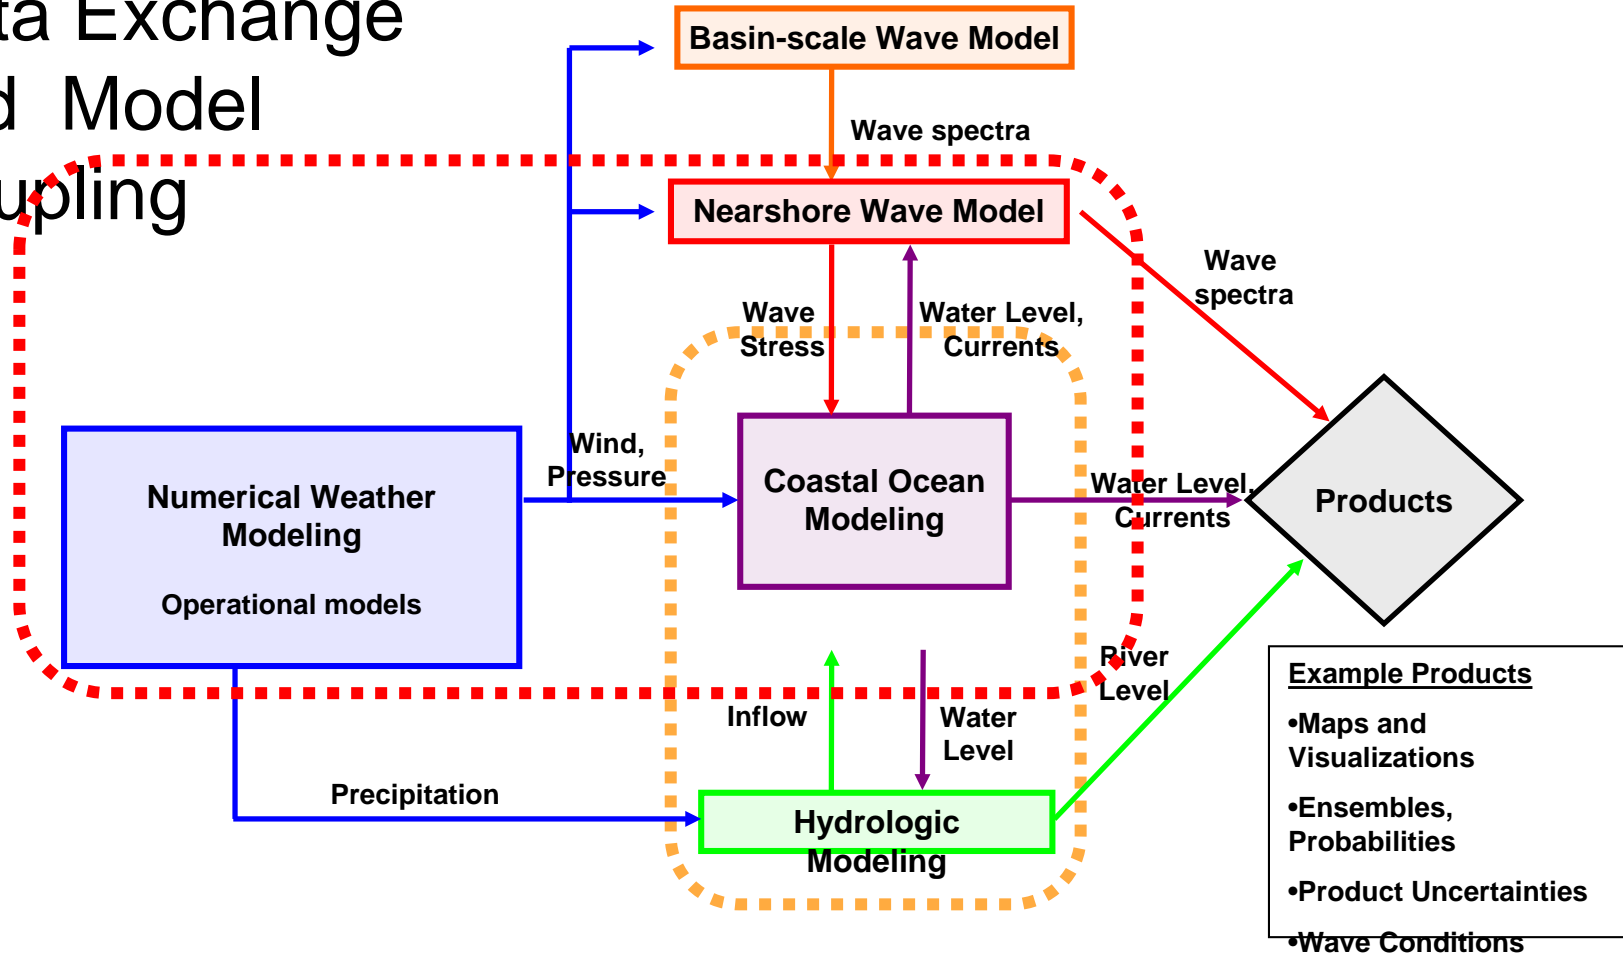 ta Exchange
d Model
upling
Basin-scale Wave Model
Wave spectra
Nearshore Wave Model
Wave
spectra
Wave
Stress
Water Level,
Currents
Wind,
Pressure
Numerical Weather
Modeling
Operational models
Coastal Ocean
Modeling
Water Level,
Currents
Products
River
Level
Inflow
Water
Level
Precipitation
Hydrologic
Modeling
Example Products
•Maps and
Visualizations
•Ensembles,
Probabilities
•Product Uncertainties
•Wave Conditions